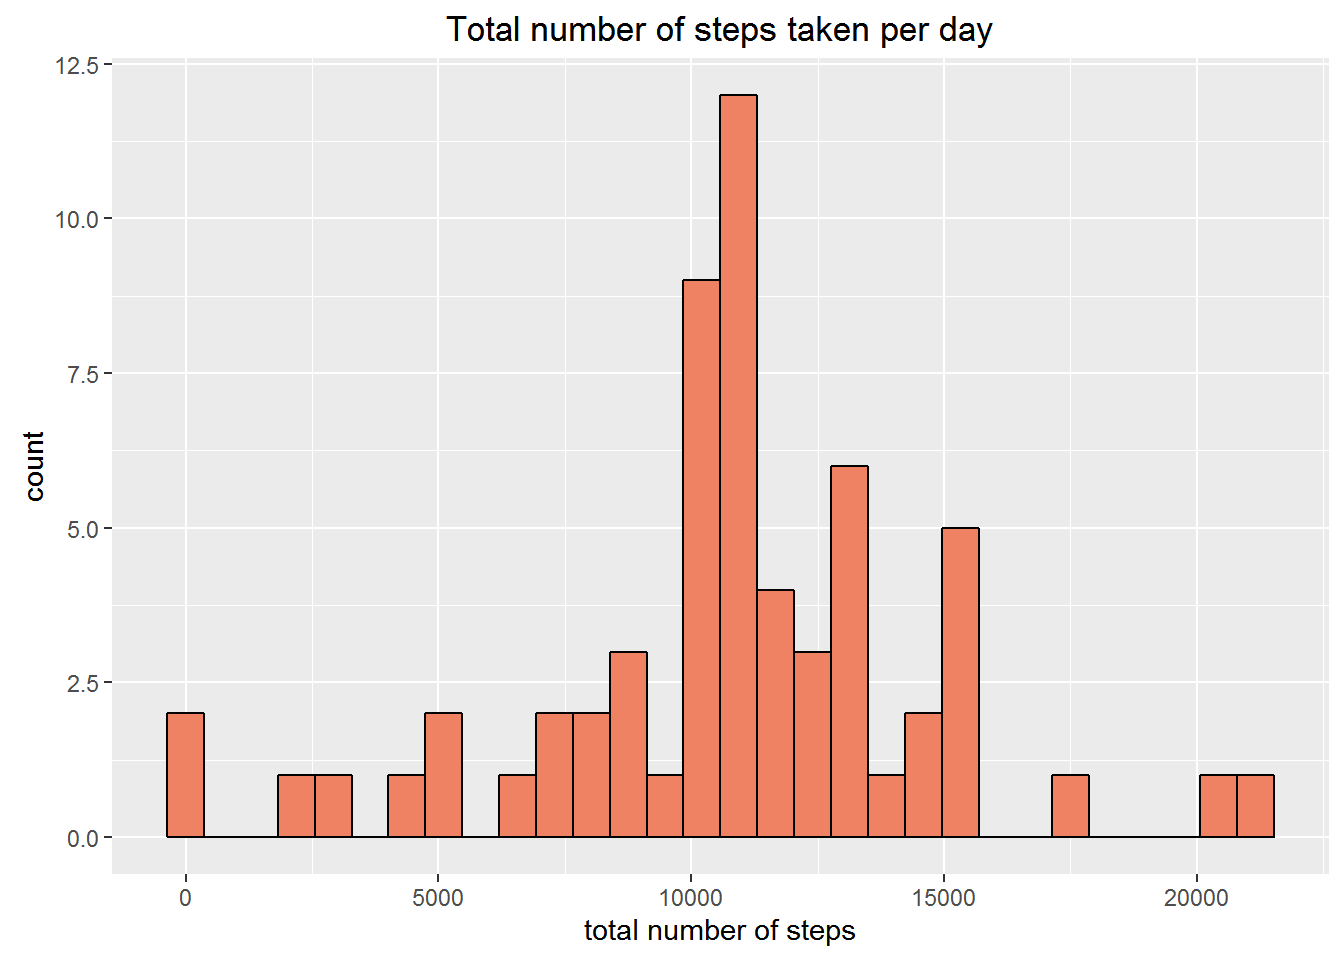 Total number of steps taken per day
12.5
10.0
7.5
5.0
2.5
0.0
count
0 5000 10000 15000 20000
total number of steps